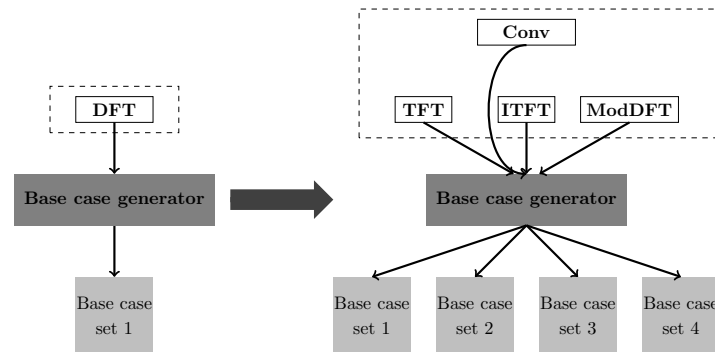 DFT
Base case generator
Base case
set 1
Conv
TFT
ITFT
ModDFT
Base case generator
Base case
set 1
Base case
set 2
Base case
set 3
Base case
set 4